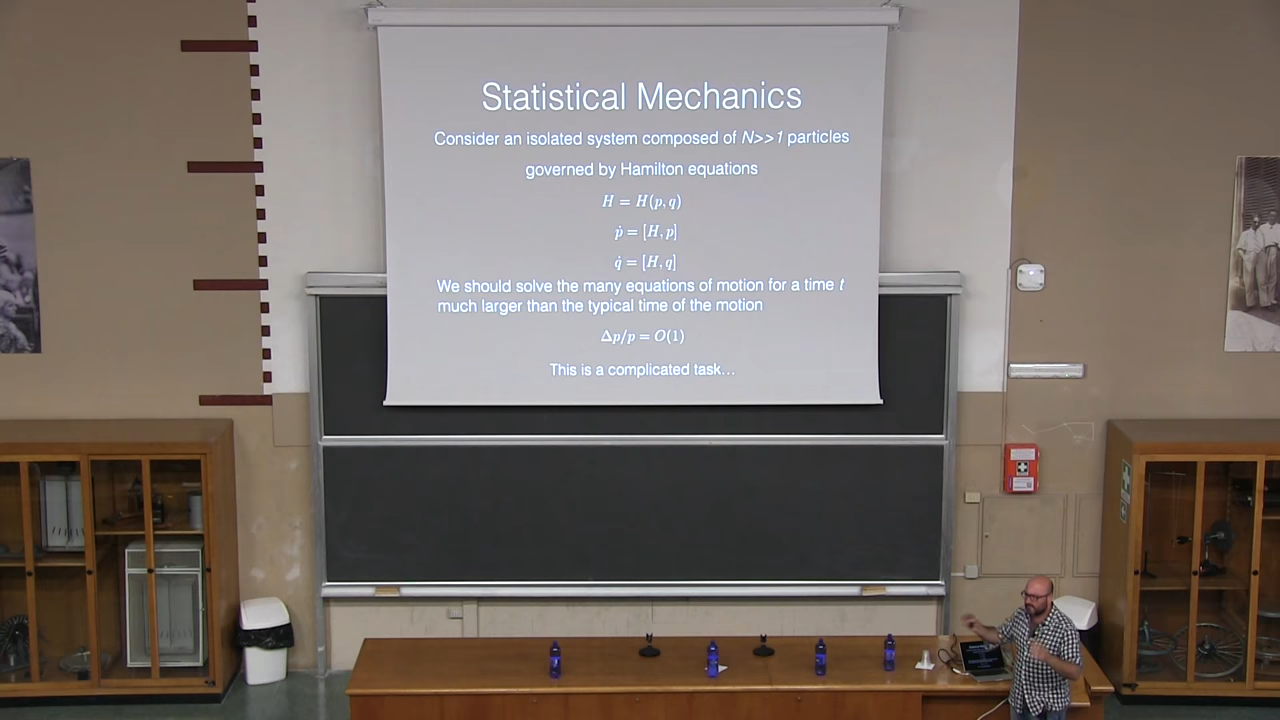 Statistical Mechanics
Consider an isolated system composed of N>>1 particles
governed by Hamilton equations
H = H(p, q)
ṗ = [H, p]
q̇ = [H, q]
We should solve the many equations of motion for a time t
much larger than the typical time of the motion
Δp/p = O(1)
This is a complicated task...